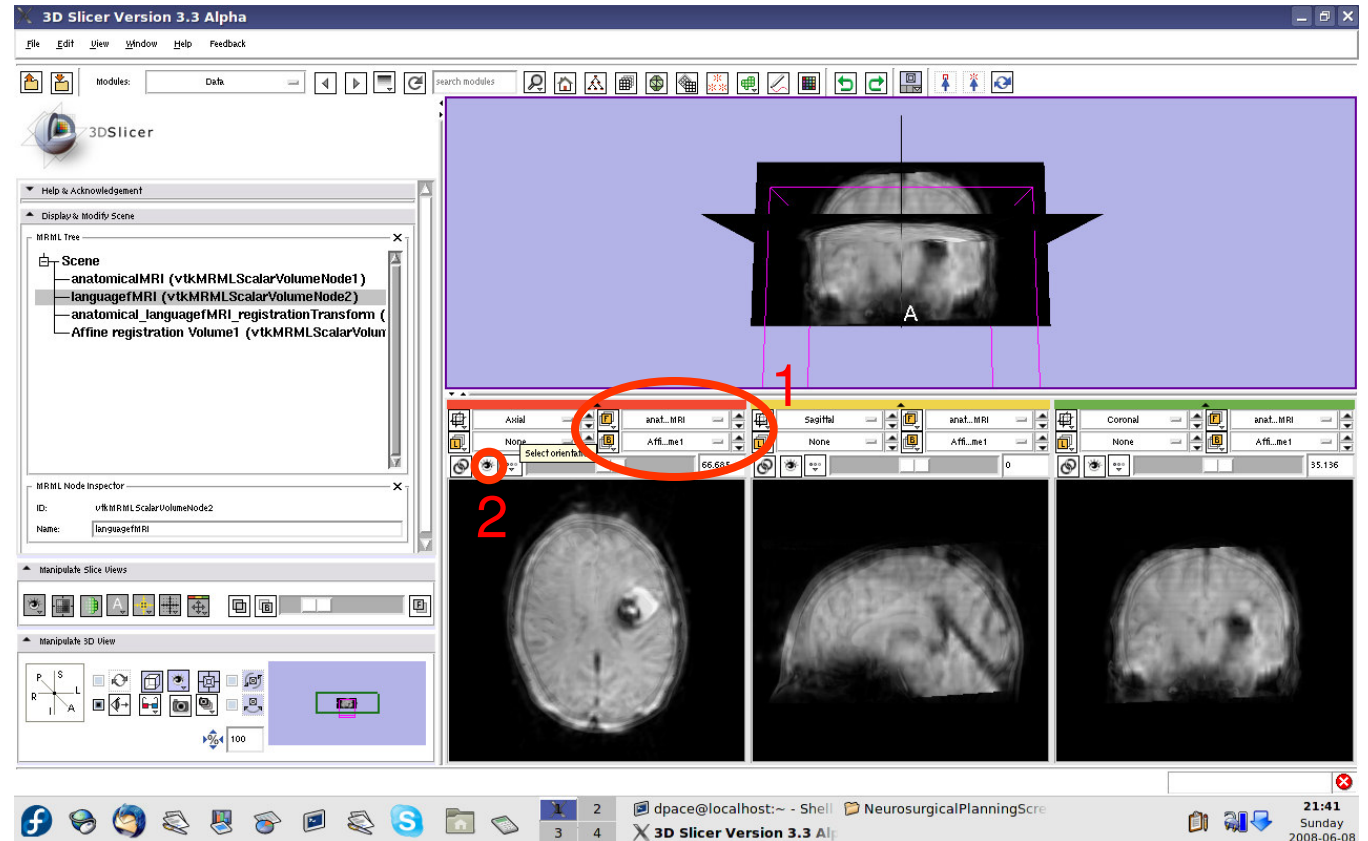 3D Slicer Version 3.3 Alpha
File Edit View Window Help Feedback
Modules: Data search modules
3DSlicer
Help & Acknowledgement
Display & Modify Scene
MRML Tree
Scene
anatomicalMRI (vtkMRMLScalarVolumeNode1)
languagefMRI (vtkMRMLScalarVolumeNode2)
anatomical_languagefMRI_registrationTransform (
Affine registration Volume1 (vtkMRMLScalarVolun
MRML Node Inspector
ID: vtkMRMLScalarVolumeNode2
Name: languagefMRI
Manipulate Slice Views
A B F
Manipulate 3D View
P S
R L
I A
100
A
1
Axial F anat...MRI Sagittal F anat...MRI Coronal F anat...MRI
L None B Affi...me1 L None B Affi...me1 L None B Affi...me1
Select orientat
66.685 0 35.136
2
1 2 dpace@localhost:~ - Shell NeurosurgicalPlanningScre
3 4 3D Slicer Version 3.3 Alp
21:41
Sunday
2008-06-08